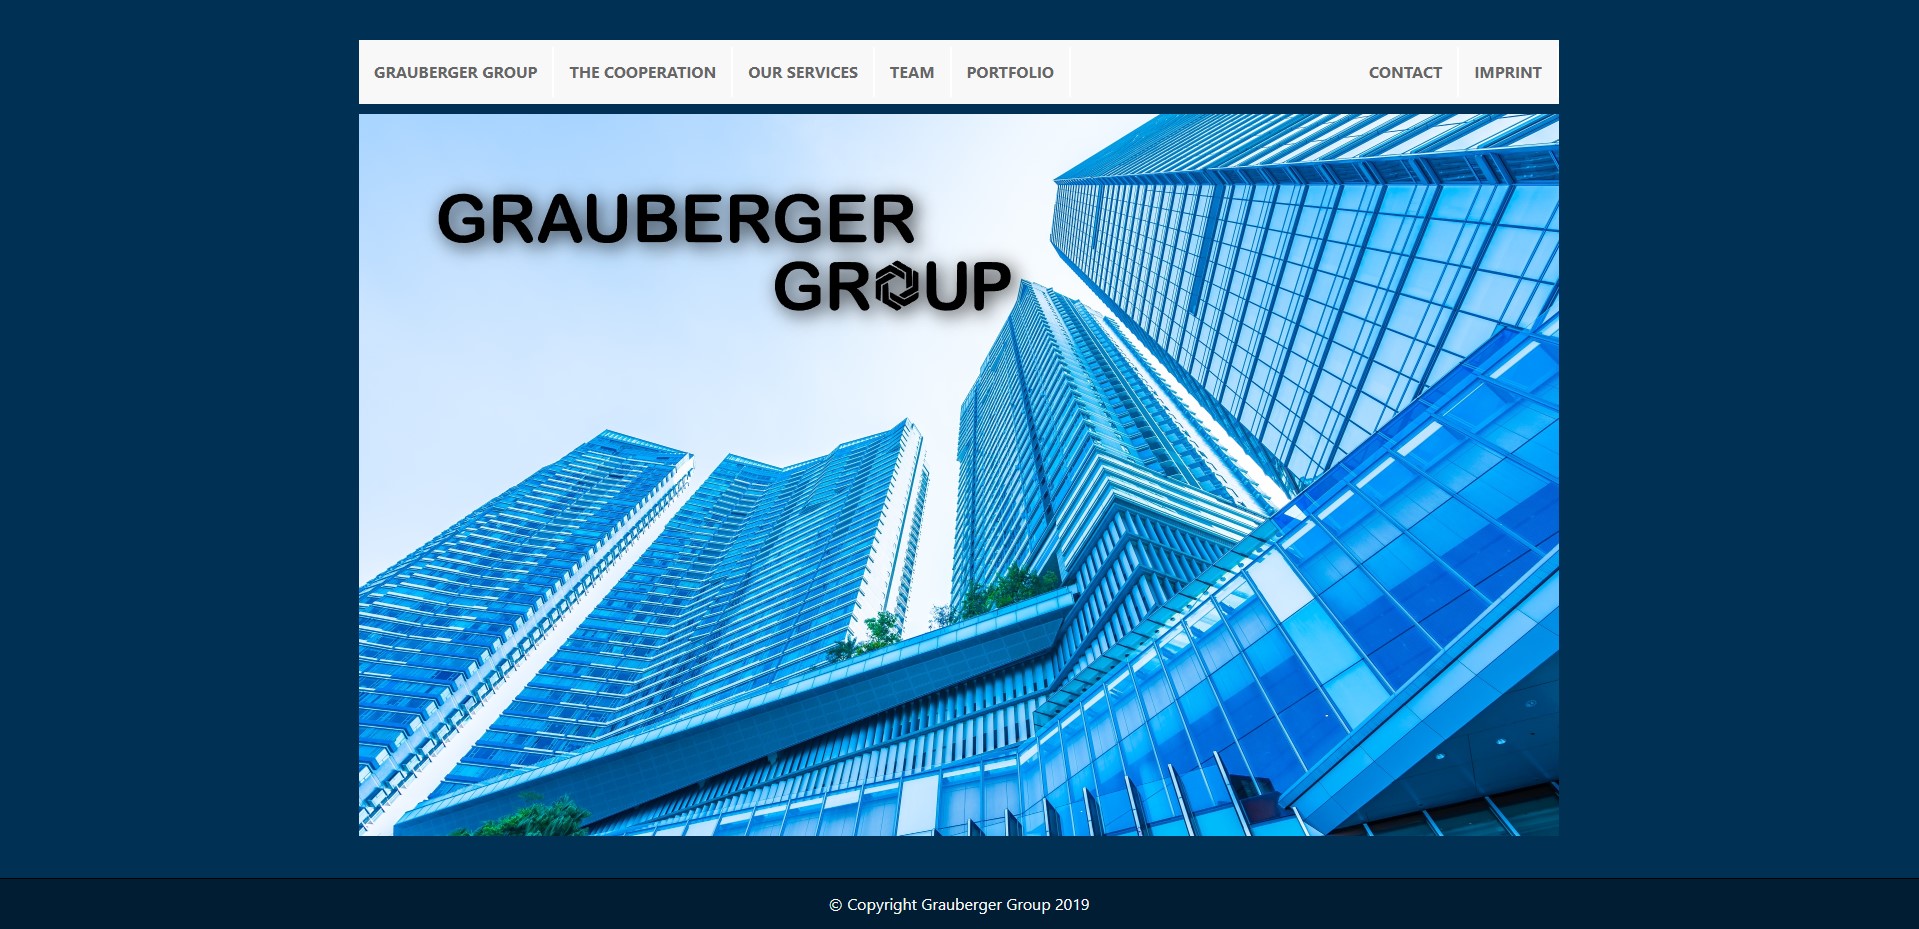 GRAUBERGER GROUP THE COOPERATION OUR SERVICES TEAM PORTFOLIO CONTACT IMPRINT
GRAUBERGER
GROUP
© Copyright Grauberger Group 2019